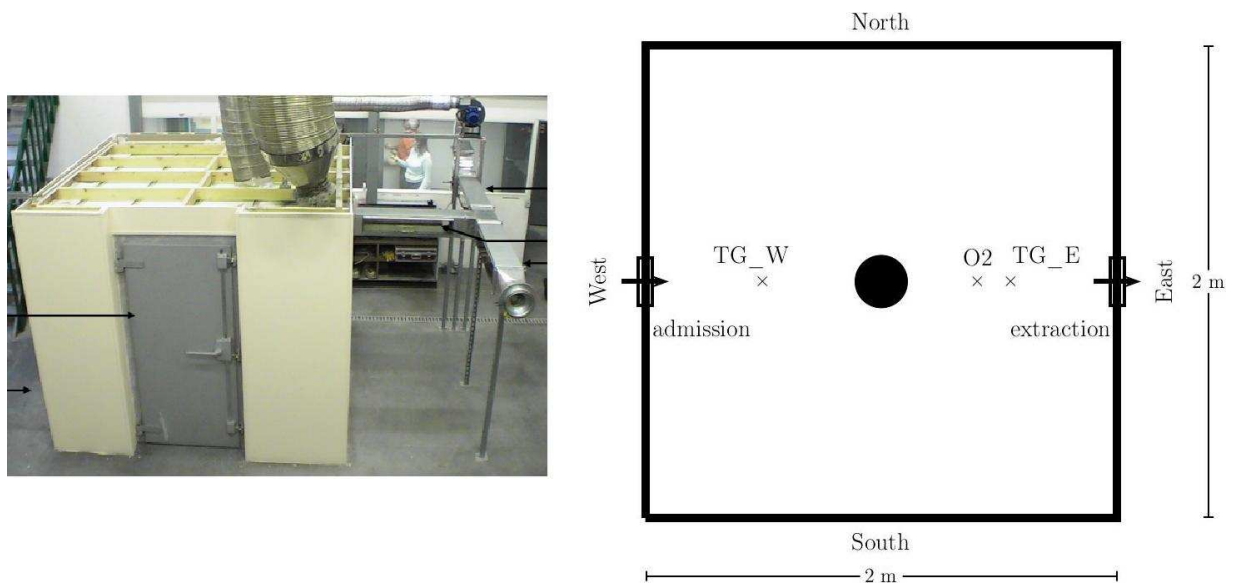 North
TG_W
O2
TG_E
West
East
2 m
admission
extraction
South
2 m